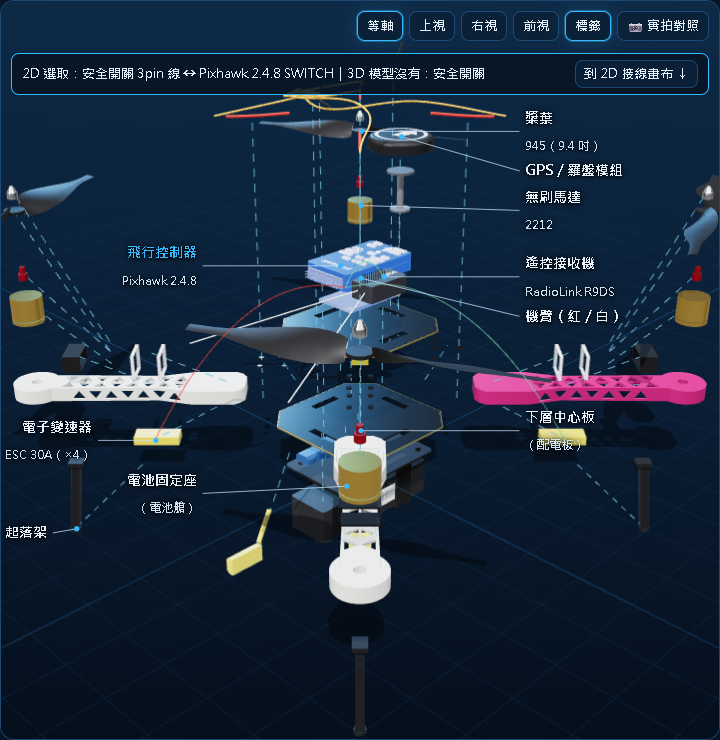 等軸 上視 右視 前視 標籤 📷 實拍對照
2D 選取：安全開關 3pin 線 ↔ Pixhawk 2.4.8 SWITCH｜3D 模型沒有：安全開關
到 2D 接線畫布 ↓
槳葉
945（9.4 吋）
GPS / 羅盤模組
無刷馬達
2212
飛行控制器
Pixhawk 2.4.8
遙控接收機
RadioLink R9DS
機臂（紅 / 白）
下層中心板
（配電板）
電子變速器
ESC 30A（×4）
電池固定座
（電池艙）
起落架